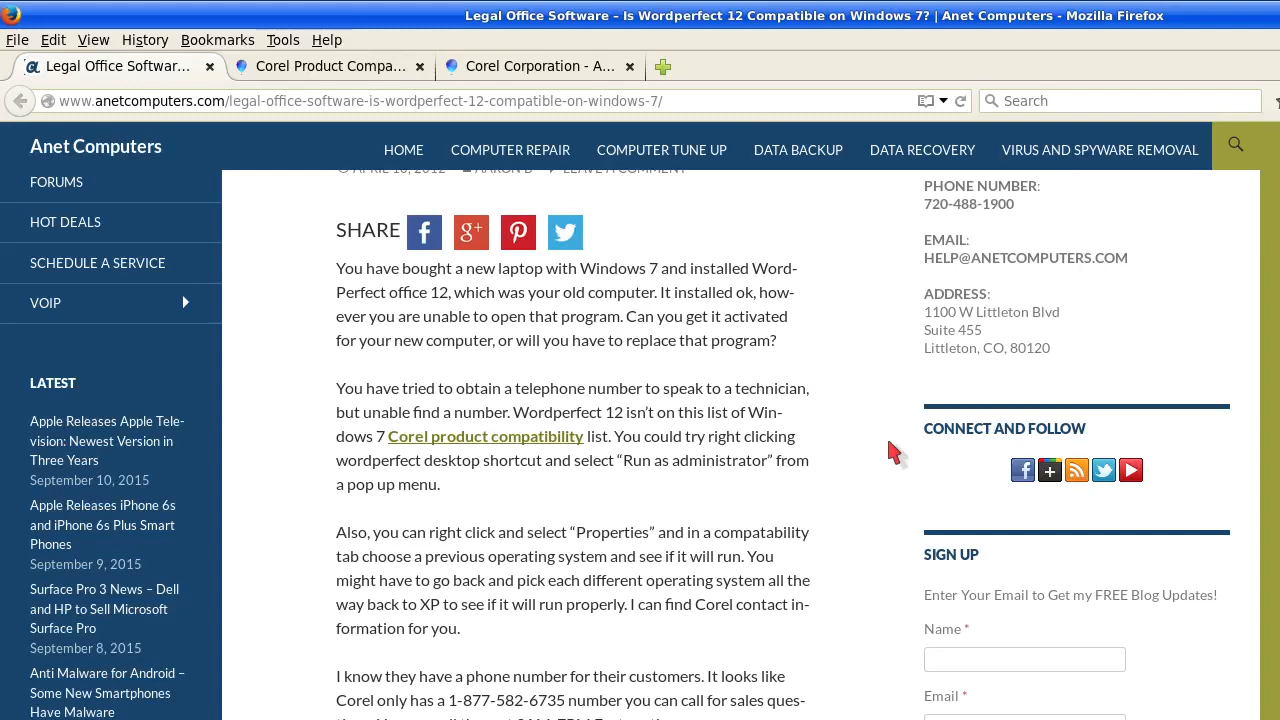 Legal Office Software – Is Wordperfect 12 Compatible on Windows 7? | Anet Computers - Mozilla Firefox
File Edit View History Bookmarks Tools Help
Legal Office Softwar... Corel Product Compa... Corel Corporation - A...
www.anetcomputers.com/legal-office-software-is-wordperfect-12-compatible-on-windows-7/ Search
Anet Computers HOME COMPUTER REPAIR COMPUTER TUNE UP DATA BACKUP DATA RECOVERY VIRUS AND SPYWARE REMOVAL
FORUMS
HOT DEALS
SCHEDULE A SERVICE
VOIP
LATEST
Apple Releases Apple Tele-
vision: Newest Version in
Three Years
September 10, 2015
Apple Releases iPhone 6s
and iPhone 6s Plus Smart
Phones
September 9, 2015
Surface Pro 3 News – Dell
and HP to Sell Microsoft
Surface Pro
September 8, 2015
Anti Malware for Android –
Some New Smartphones
Have Malware
APRIL 10, 2012 AARON B LEAVE A COMMENT
SHARE
You have bought a new laptop with Windows 7 and installed Word-
Perfect office 12, which was your old computer. It installed ok, how-
ever you are unable to open that program. Can you get it activated
for your new computer, or will you have to replace that program?
You have tried to obtain a telephone number to speak to a technician,
but unable find a number. Wordperfect 12 isn't on this list of Win-
dows 7 Corel product compatibility list. You could try right clicking
wordperfect desktop shortcut and select “Run as administrator” from
a pop up menu.
Also, you can right click and select “Properties” and in a compatability
tab choose a previous operating system and see if it will run. You
might have to go back and pick each different operating system all the
way back to XP to see if it will run properly. I can find Corel contact in-
formation for you.
I know they have a phone number for their customers. It looks like
Corel only has a 1-877-582-6735 number you can call for sales ques-
PHONE NUMBER:
720-488-1900
EMAIL:
HELP@ANETCOMPUTERS.COM
ADDRESS:
1100 W Littleton Blvd
Suite 455
Littleton, CO, 80120
CONNECT AND FOLLOW
SIGN UP
Enter Your Email to Get my FREE Blog Updates!
Name *
Email *